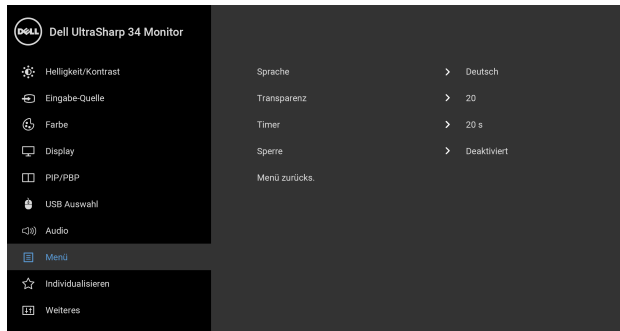 DELL Dell UltraSharp 34 Monitor
Helligkeit/Kontrast
Eingabe-Quelle
Farbe
Display
PIP/PBP
USB Auswahl
Audio
Menü
Individualisieren
Weiteres
Sprache Deutsch
Transparenz 20
Timer 20 s
Sperre Deaktiviert
Menü zurücks.